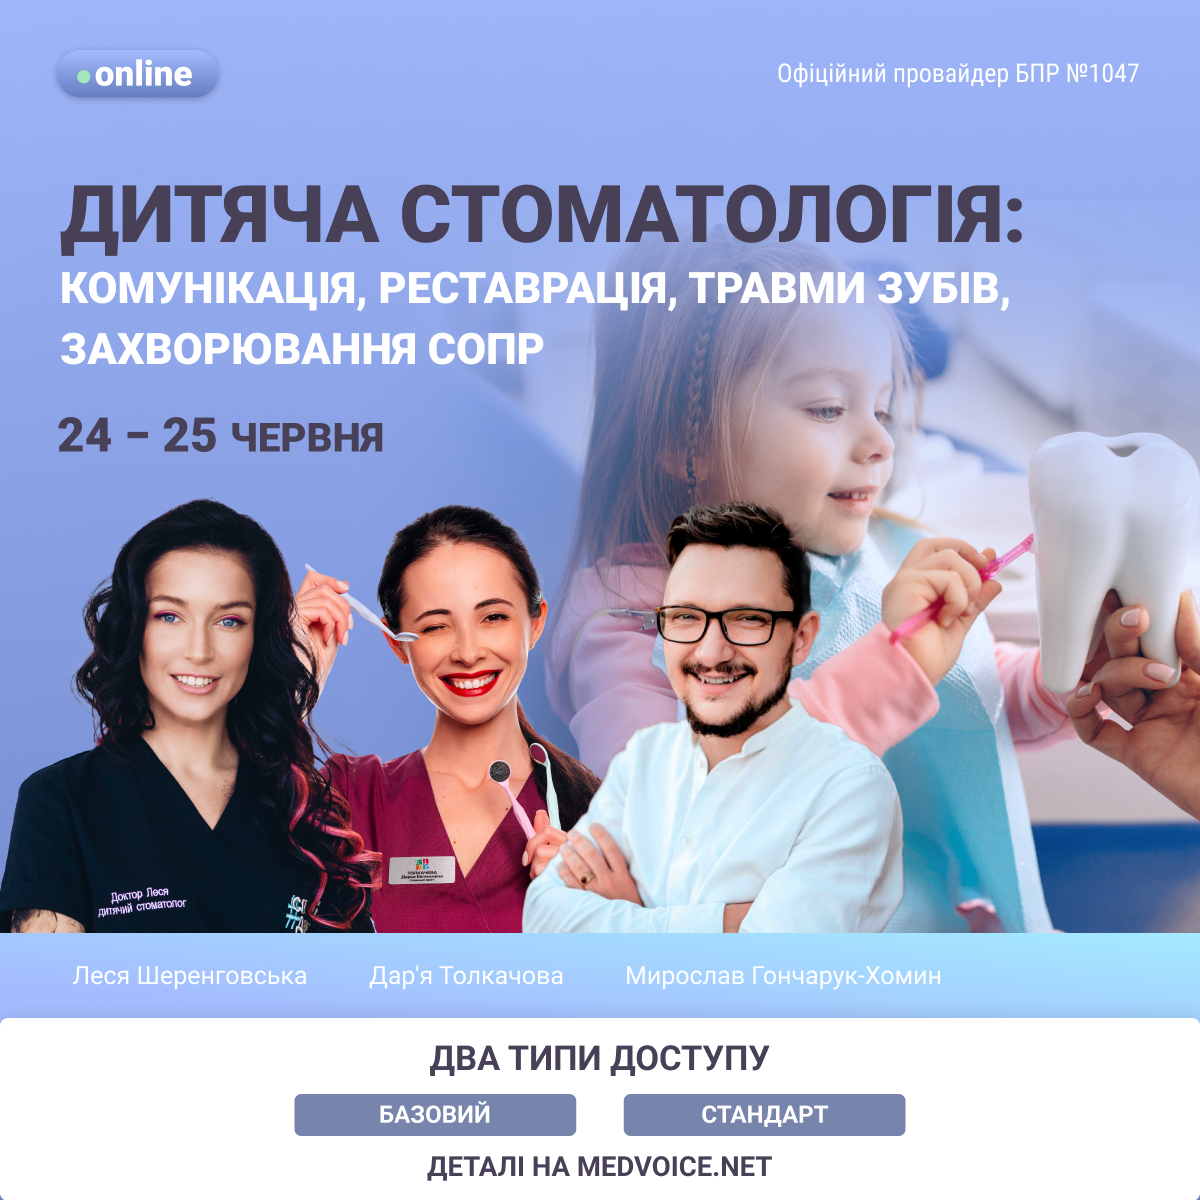 online
Офіційний провайдер БПР №1047
ДИТЯЧА СТОМАТОЛОГІЯ:
КОМУНІКАЦІЯ, РЕСТАВРАЦІЯ, ТРАВМИ ЗУБІВ,
ЗАХВОРЮВАННЯ СОПР
24 – 25 ЧЕРВНЯ
Доктор Леся
дитячий стоматолог
ТОЛКАЧЕВА
Леся Шеренговська
Дар'я Толкачова
Мирослав Гончарук-Хомин
ДВА ТИПИ ДОСТУПУ
БАЗОВИЙ
СТАНДАРТ
ДЕТАЛІ НА MEDVOICE.NET